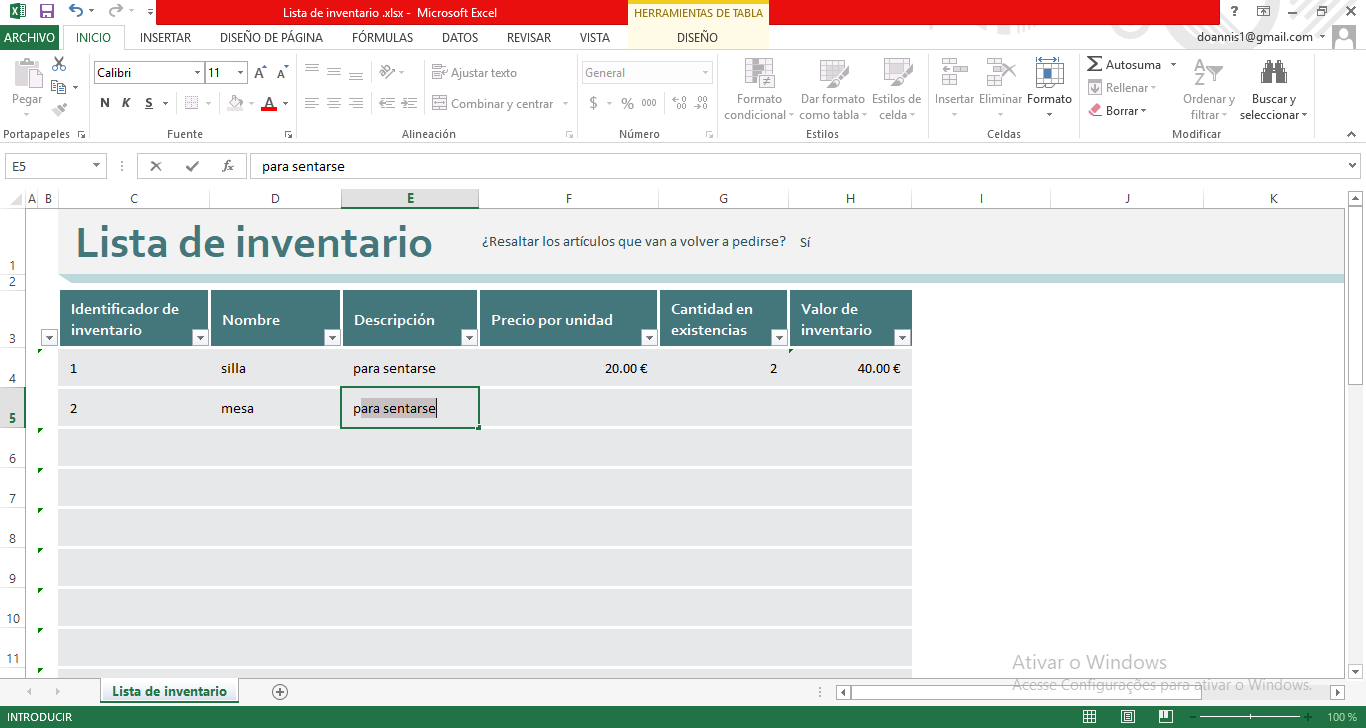 Lista de inventario .xlsx - Microsoft Excel
HERRAMIENTAS DE TABLA
?
ARCHIVO INICIO INSERTAR DISEÑO DE PÁGINA FÓRMULAS DATOS REVISAR VISTA DISEÑO doannis1@gmail.com
Pegar
Calibri 11
N K S A
Ajustar texto
Combinar y centrar
General
$ % 000
Formato condicional
Dar formato como tabla
Estilos de celda
Insertar Eliminar Formato
Autosuma
Rellenar
Borrar
Ordenar y filtrar
Buscar y seleccionar
Portapapeles Fuente Alineación Número Estilos Celdas Modificar
E5 fx para sentarse
A B C D E F G H I J K
1 Lista de inventario ¿Resaltar los artículos que van a volver a pedirse? Sí
2
3 Identificador de inventario Nombre Descripción Precio por unidad Cantidad en existencias Valor de inventario
4 1 silla para sentarse 20.00 € 2 40.00 €
5 2 mesa para sentarse
6
7
8
9
10
11
Ativar o Windows
Acesse Configurações para ativar o Windows.
Lista de inventario
INTRODUCIR 100 %